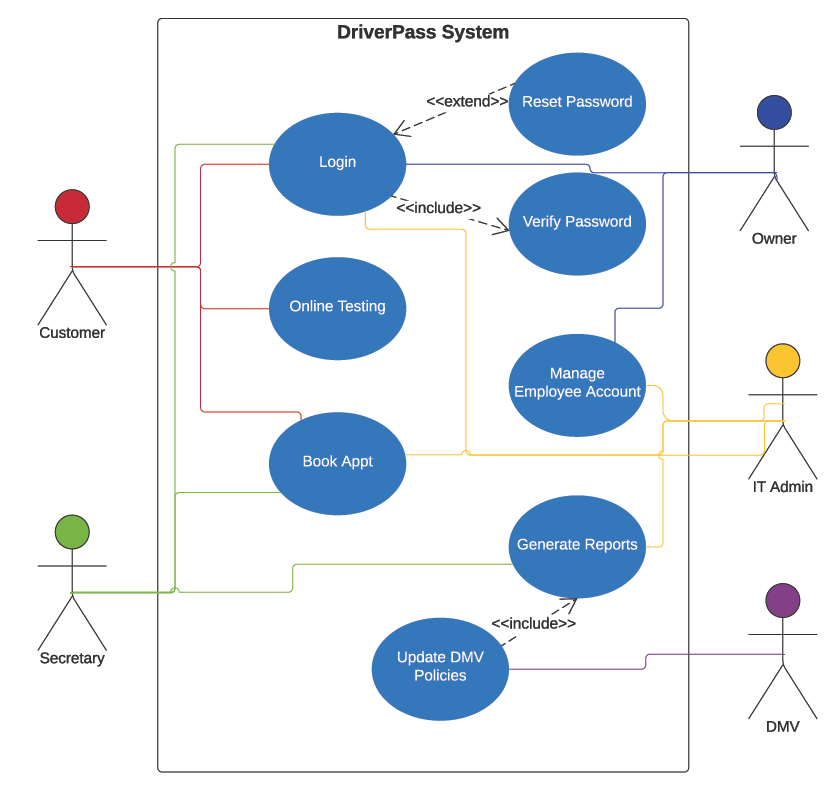 DriverPass System
<<extend>>
Reset Password
Login
<<include>>
Verify Password
Owner
Customer
Online Testing
Manage
Employee Account
Book Appt
IT Admin
Generate Reports
Secretary
<<include>>
Update DMV
Policies
DMV